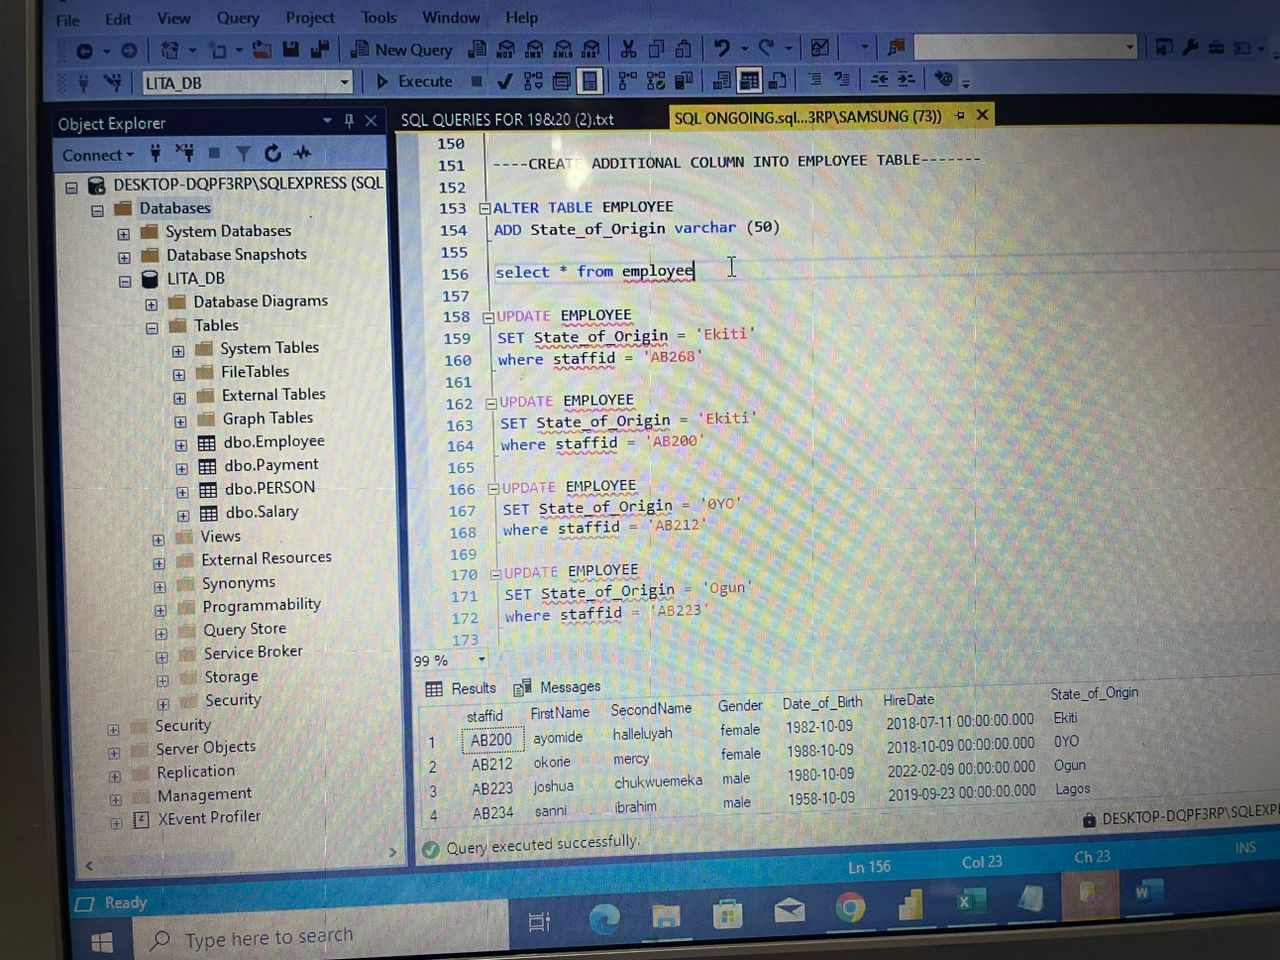 File Edit View Query Project Tools Window Help
New Query
LITA_DB Execute
Object Explorer
Connect
DESKTOP-DQPF3RP\SQLEXPRESS (SQL
Databases
System Databases
Database Snapshots
LITA_DB
Database Diagrams
Tables
System Tables
FileTables
External Tables
Graph Tables
dbo.Employee
dbo.Payment
dbo.PERSON
dbo.Salary
Views
External Resources
Synonyms
Programmability
Query Store
Service Broker
Storage
Security
Security
Server Objects
Replication
Management
XEvent Profiler
SQL QUERIES FOR 19&20 (2).txt SQL ONGOING.sql...3RP\SAMSUNG (73))
150
151 ----CREATE ADDITIONAL COLUMN INTO EMPLOYEE TABLE-------
152
153 ALTER TABLE EMPLOYEE
154 ADD State_of_Origin varchar (50)
155
156 select * from employee
157
158 UPDATE EMPLOYEE
159 SET State_of_Origin = 'Ekiti'
160 where staffid = 'AB268'
161
162 UPDATE EMPLOYEE
163 SET State_of_Origin = 'Ekiti'
164 where staffid = 'AB200'
165
166 UPDATE EMPLOYEE
167 SET State_of_Origin = '0YO'
168 where staffid = 'AB212'
169
170 UPDATE EMPLOYEE
171 SET State_of_Origin = 'Ogun'
172 where staffid = 'AB223'
173
99 %
Results Messages
staffid FirstName SecondName Gender Date_of_Birth HireDate State_of_Origin
1 AB200 ayomide halleluyah female 1982-10-09 2018-07-11 00:00:00.000 Ekiti
2 AB212 okorie mercy female 1988-10-09 2018-10-09 00:00:00.000 0YO
3 AB223 joshua chukwuemeka male 1980-10-09 2022-02-09 00:00:00.000 Ogun
4 AB234 sanni ibrahim male 1958-10-09 2019-09-23 00:00:00.000 Lagos
Query executed successfully. DESKTOP-DQPF3RP\SQLEXP
Ready Ln 156 Col 23 Ch 23 INS
Type here to search